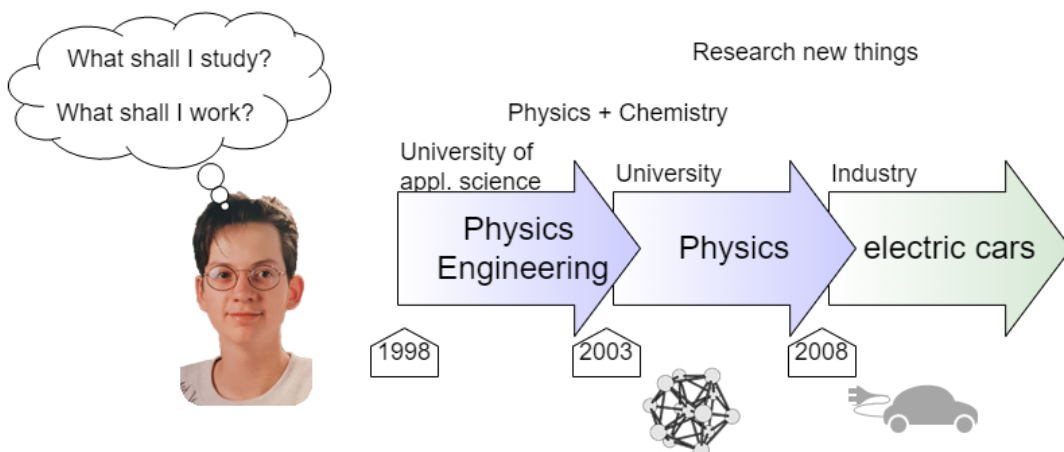 What shall I study?
What shall I work?
Research new things
Physics + Chemistry
University of
appl. science
University
Industry
Physics
Engineering
Physics
electric cars
1998
2003
2008